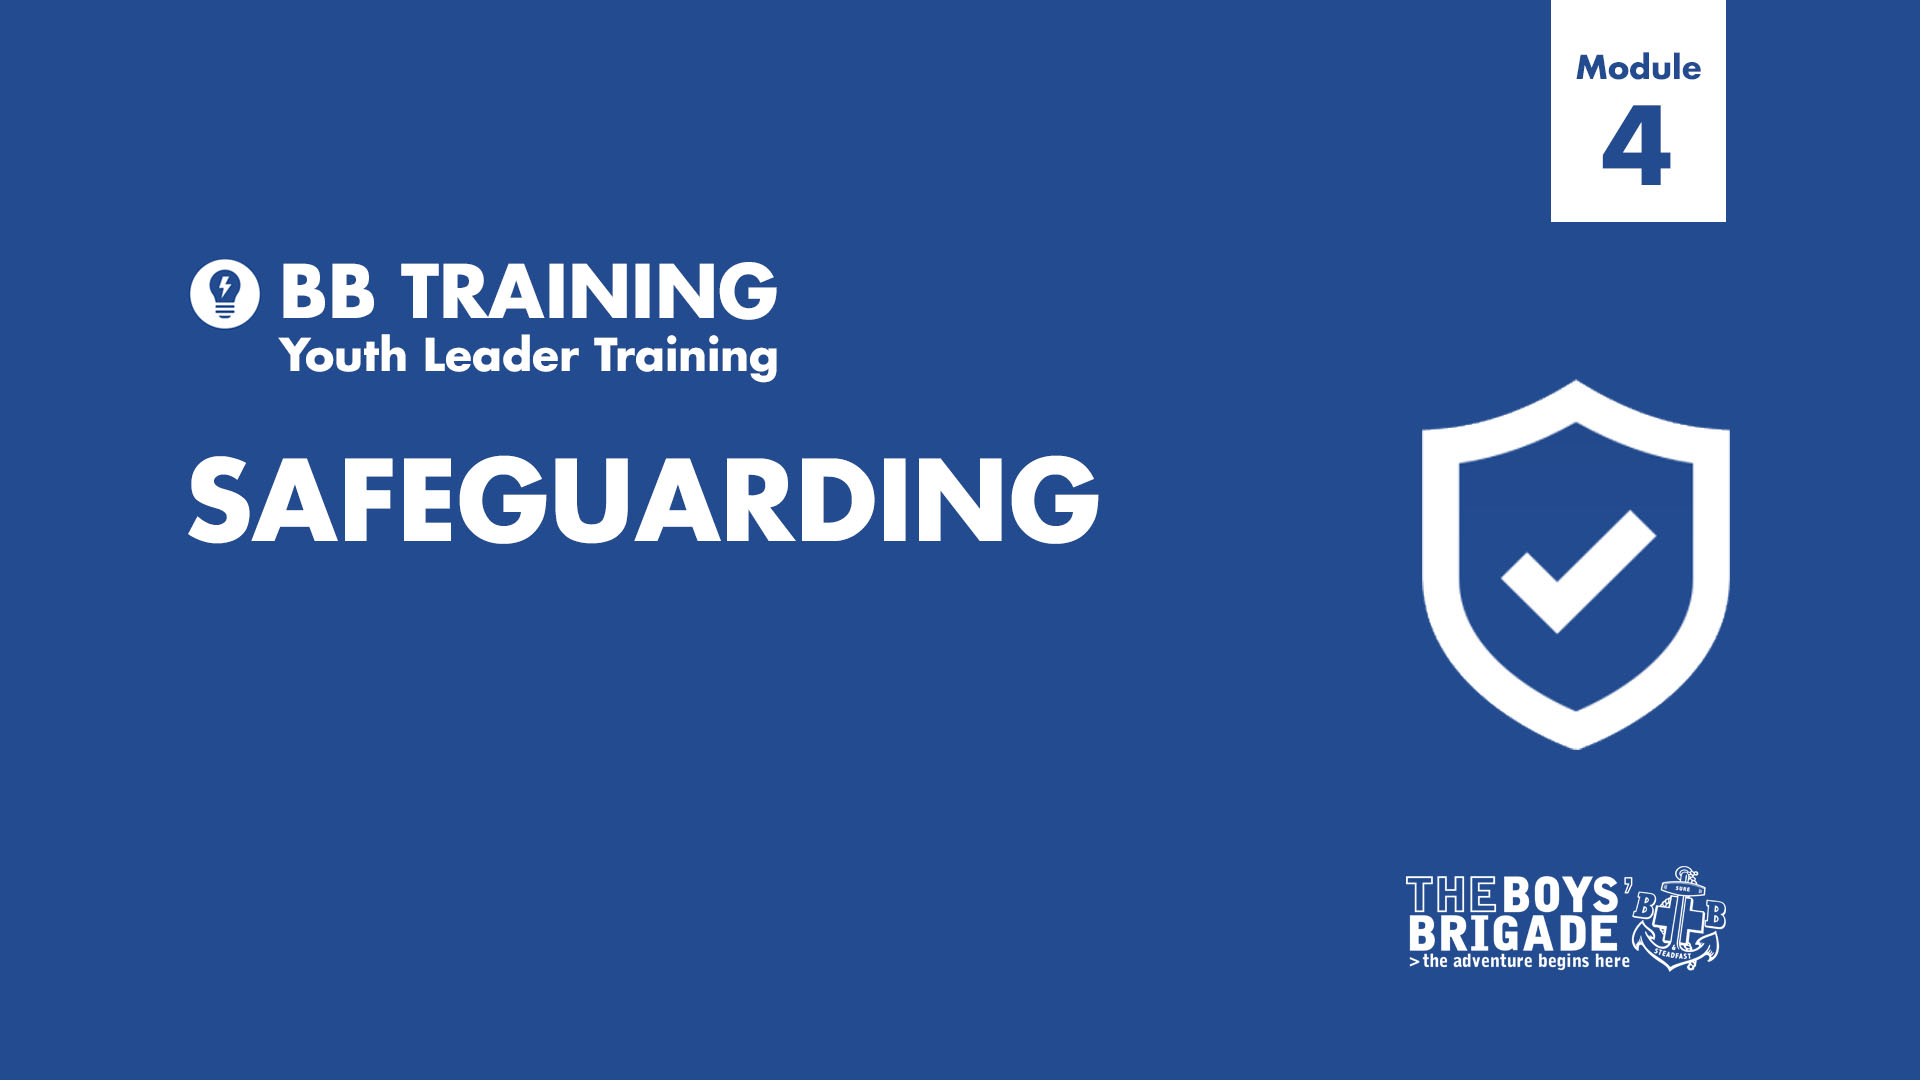 Module
4
BB TRAINING
Youth Leader Training
SAFEGUARDING
THE BOYS'
BRIGADE
>the adventure begins here
B B
SURE
&
STEADFAST